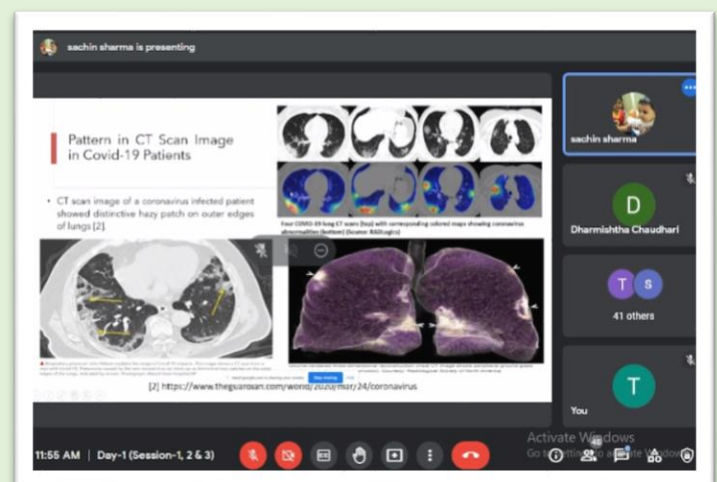 sachin sharma is presenting
Pattern in CT Scan Image
in Covid-19 Patients
• CT scan image of a coronavirus infected patient
showed distinctive hazy patch on outer edges
of lungs [2].
Four COVID-19 lung CT scans (top) with corresponding colored maps showing coronavirus
abnormalities (bottom) (Source: RADLogics)
[2] https://www.theguardian.com/world/2020/mar/24/coronavirus
sachin sharma
D
Dharmishtha Chaudhari
T S
41 others
T
You
Activate Windows
11:55 AM | Day-1 (Session-1, 2 & 3)